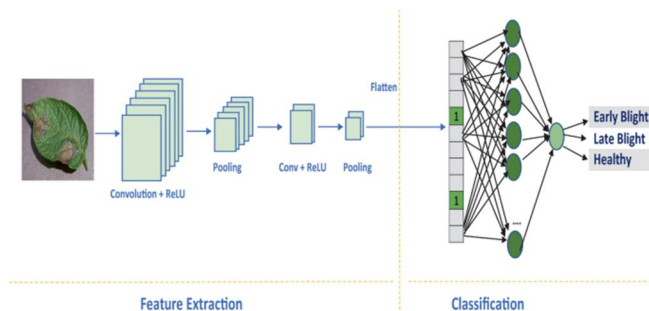 Flatten
Convolution + ReLU
Pooling
Conv + ReLU
Pooling
1
1
....
Early Blight
Late Blight
Healthy
Feature Extraction
Classification